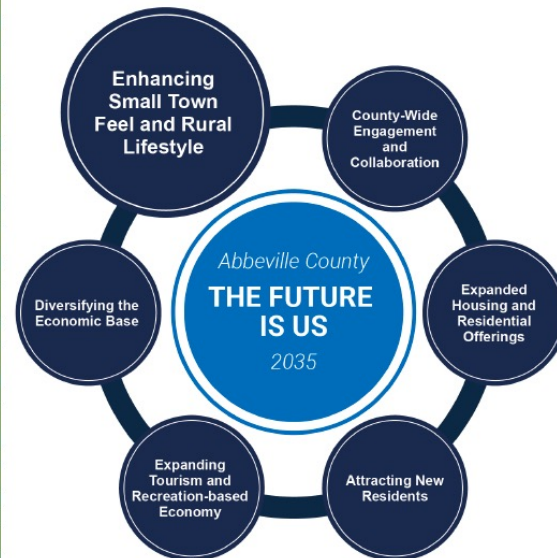 Enhancing
Small Town
Feel and Rural
Lifestyle
County-Wide
Engagement
and
Collaboration
Abbeville County
THE FUTURE
IS US
2035
Diversifying the
Economic Base
Expanded
Housing and
Residential
Offerings
Expanding
Tourism and
Recreation-based
Economy
Attracting New
Residents